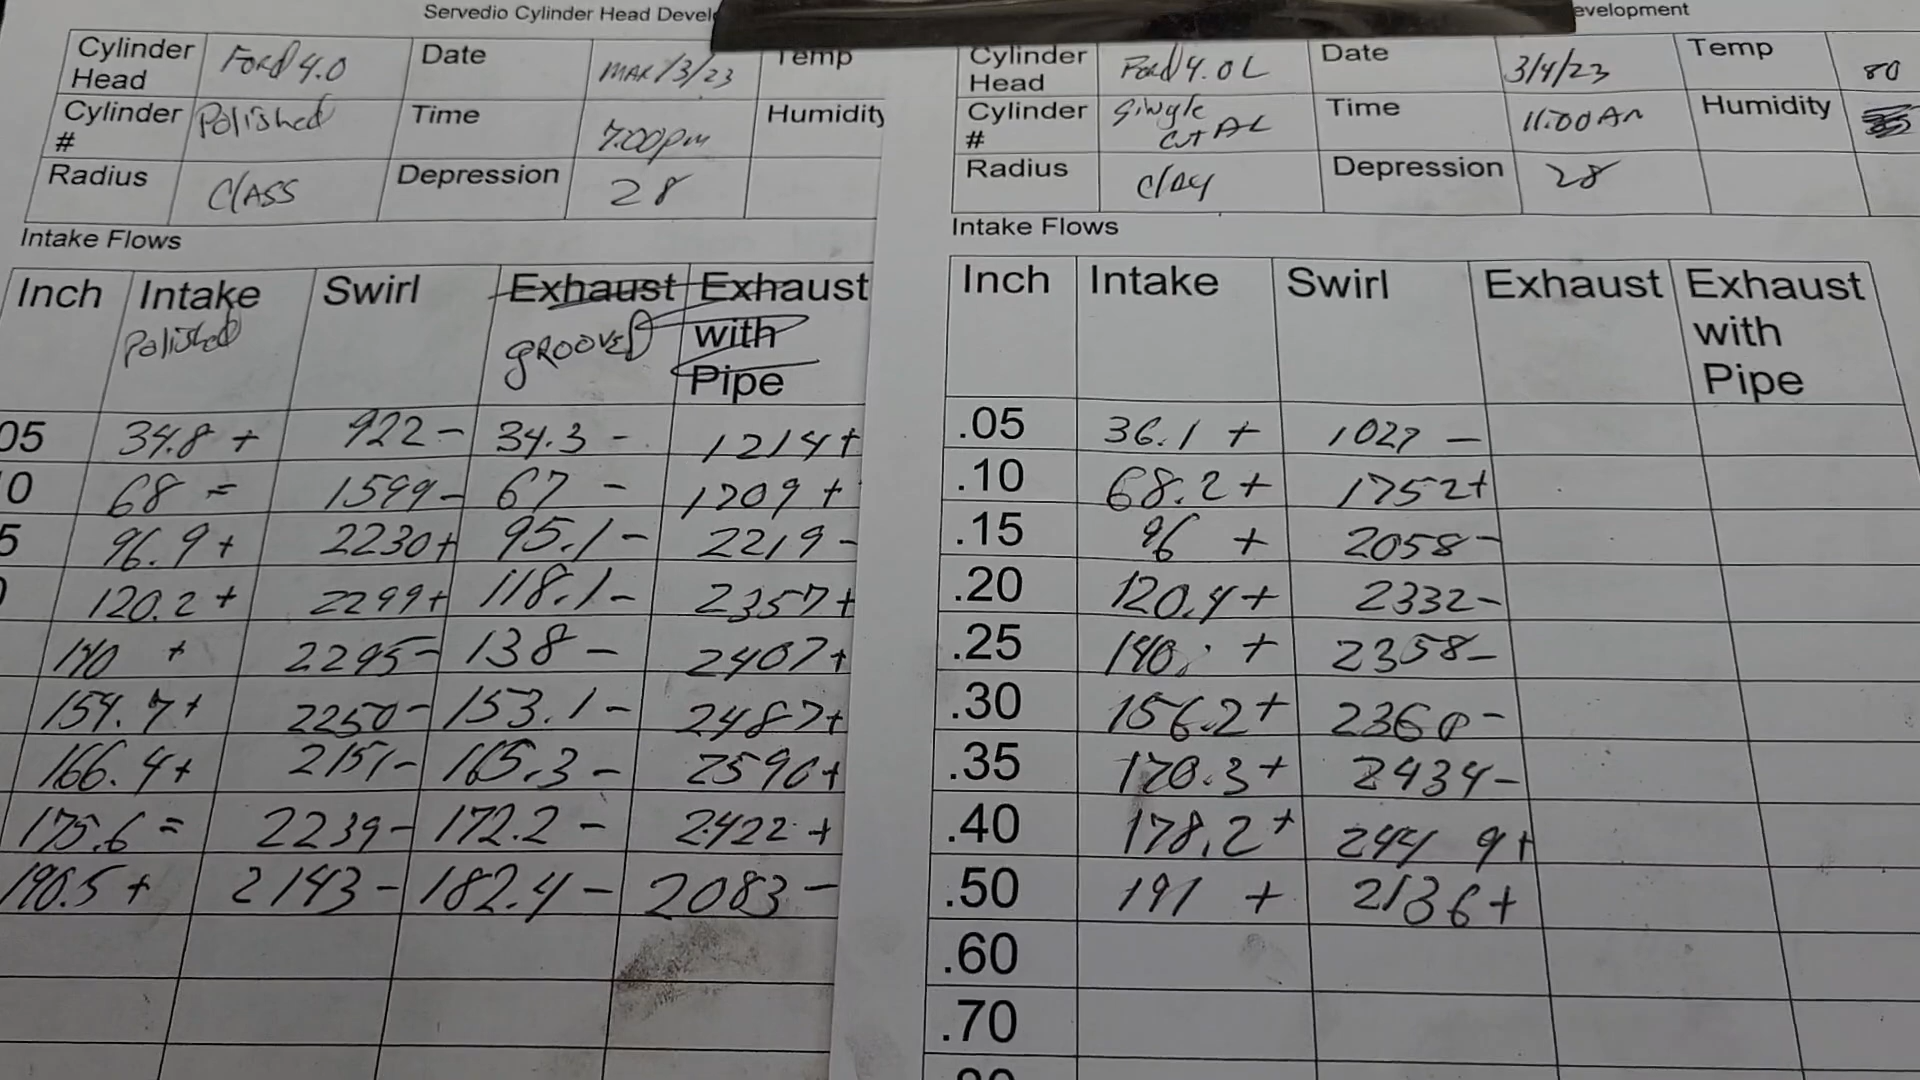 Servedio Cylinder Head Devel
Cylinder Head Ford 4.0 Date MAR/3/23 Temp
Cylinder # Polished Time 7:00pm Humidity
Radius Depression 28
Intake Flows
Inch Intake Swirl Exhaust Exhaust with Pipe
Polished grooved
05 34.8 + 922 - 34.3 - 1214+
0 68 = 1599- 67 - 1709 +
5 96.9 + 2230+ 95.1- 2219-
120.2 + 2299+ 118.1- 2357+
140 + 2295- 138 - 2407+
154.7+ 2250- 153.1- 2487+
166.4+ 2151- 165.3- 2590+
175.6 = 2239- 172.2 - 2422 +
190.5 + 2143- 182.4- 2083-
evelopment
Cylinder Head Ford 4.0L Date 3/4/23 Temp 80
Cylinder # Single cut AL Time 11:00 Am Humidity
Radius Clay Depression 28
Intake Flows
Inch Intake Swirl Exhaust Exhaust with Pipe
.05 36.1 + 1027 -
.10 68.2+ 1752+
.15 96 + 2058-
.20 120.4+ 2332-
.25 140 + 2358-
.30 156.2+ 2360-
.35 170.3+ 2434-
.40 178.2+ 2449+
.50 191 + 2136+
.60
.70